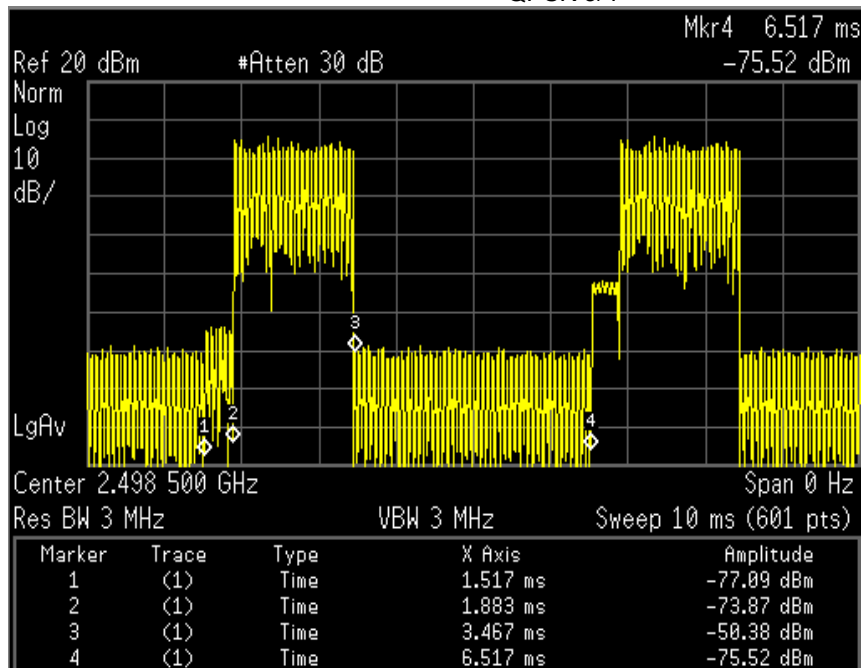 Mkr4 6.517 ms
Ref 20 dBm #Atten 30 dB -75.52 dBm
Norm
Log
10
dB/
3
1
2
4
LgAv
Center 2.498 500 GHz Span 0 Hz
Res BW 3 MHz VBW 3 MHz Sweep 10 ms (601 pts)
Marker Trace Type X Axis Amplitude
1 (1) Time 1.517 ms -77.09 dBm
2 (1) Time 1.883 ms -73.87 dBm
3 (1) Time 3.467 ms -50.38 dBm
4 (1) Time 6.517 ms -75.52 dBm